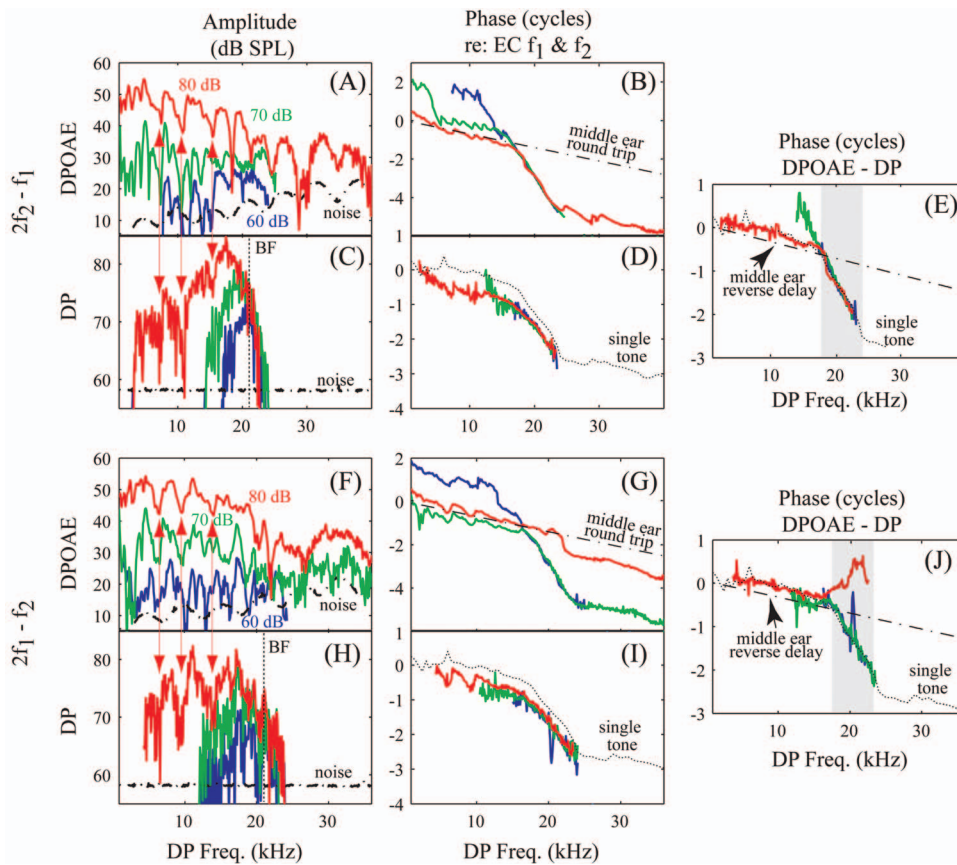 Amplitude
(dB SPL)
Phase (cycles)
re: EC f1 & f2
2f2 - f1
DPOAE
60
50
40
30
20
10
80 dB
(A)
70 dB
60 dB
noise
2
0
-2
-4
(B)
middle ear
round trip
DP
80
70
60
(C)
BF
noise
10
20
30
1
0
-1
-2
-3
-4
(D)
single
tone
10
20
30
Phase (cycles)
DPOAE - DP
1
0
-1
-2
-3
(E)
middle ear
reverse delay
single
tone
10
20
30
DP Freq. (kHz)
2f1 - f2
DPOAE
60
50
40
30
20
10
80 dB
(F)
70 dB
60 dB
noise
2
0
-2
-4
(G)
middle ear
round trip
DP
80
70
60
(H)
BF
noise
10
20
30
DP Freq. (kHz)
1
0
-1
-2
-3
-4
(I)
single
tone
10
20
30
DP Freq. (kHz)
Phase (cycles)
DPOAE - DP
1
0
-1
-2
-3
(J)
middle ear
reverse delay
single
tone
10
20
30
DP Freq. (kHz)